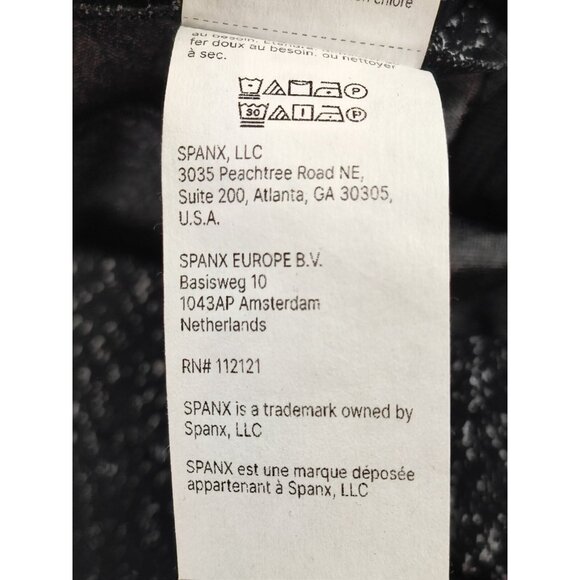 chlore
au besoin.
fer doux au besoin. ou nettoyer
à sec.
P
30 P
SPANX, LLC
3035 Peachtree Road NE,
Suite 200, Atlanta, GA 30305,
U.S.A.
SPANX EUROPE B.V.
Basisweg 10
1043AP Amsterdam
Netherlands
RN# 112121
SPANX is a trademark owned by
Spanx, LLC
SPANX est une marque déposée
appartenant à Spanx, LLC